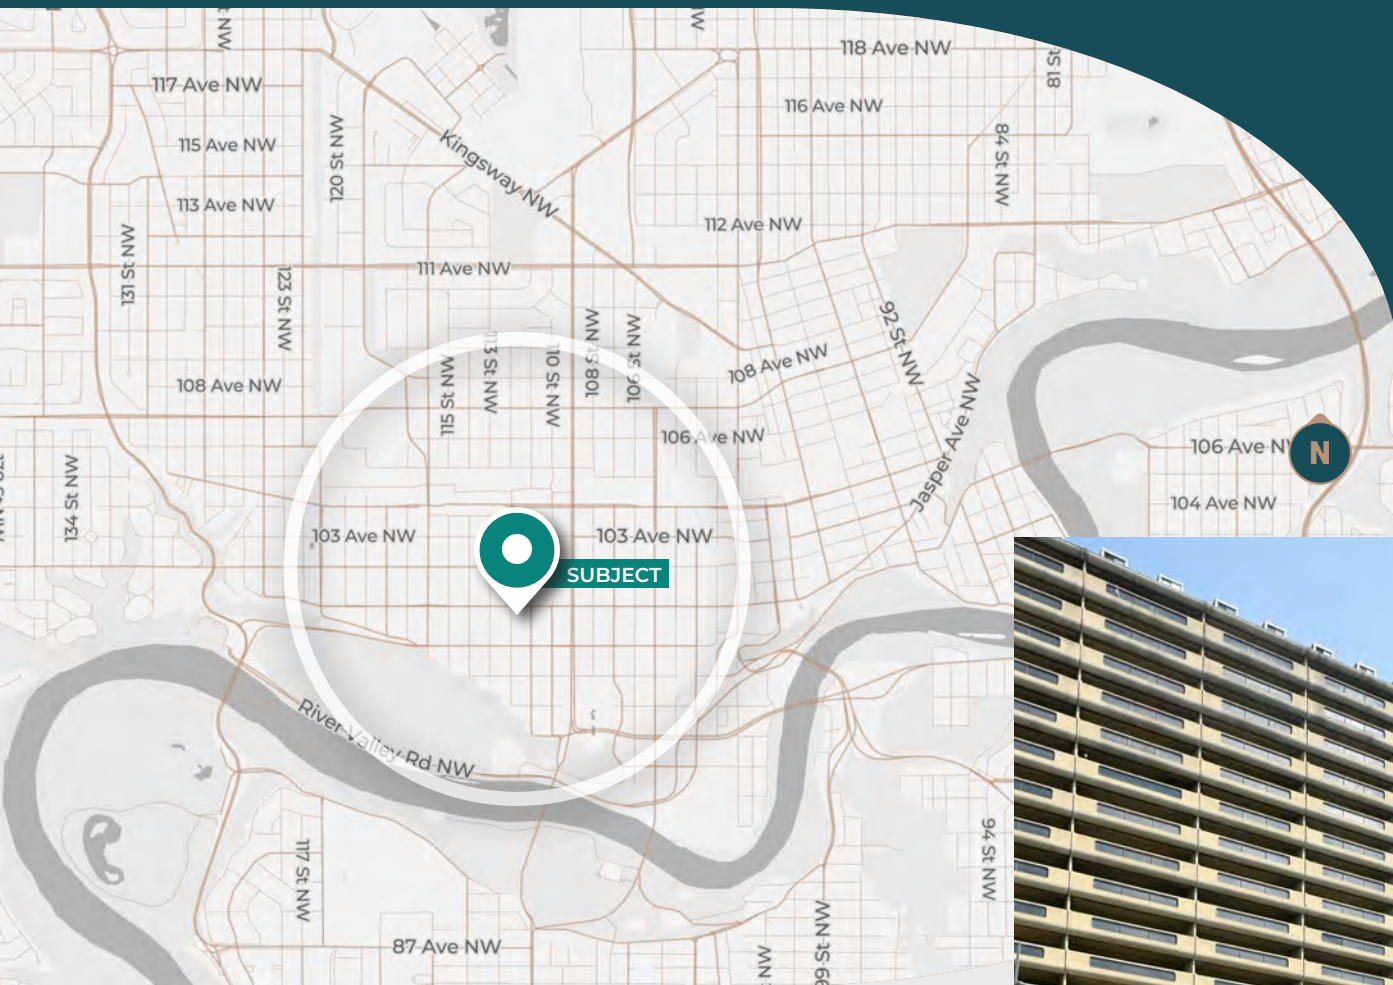 118 Ave NW
117 Ave NW
116 Ave NW
115 Ave NW
120 St NW
Kingsway NW
84 St NW
113 Ave NW
112 Ave NW
131 St NW
111 Ave NW
123 St NW
92 St NW
108 St NW
106 St NW
113 St NW
110 St NW
115 St NW
108 Ave NW
108 Ave NW
Jasper Ave NW
106 Ave NW
106 Ave
N
134 St NW
104 Ave NW
103 Ave NW
103 Ave NW
SUBJECT
River Valley Rd NW
117 St NW
94 St NW
87 Ave NW
NW